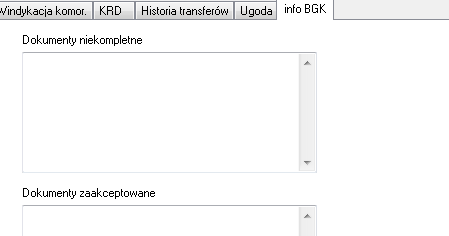 Windykacja komor. KRD Historia transferów Ugoda info BGK
Dokumenty niekompletne
Dokumenty zaakceptowane